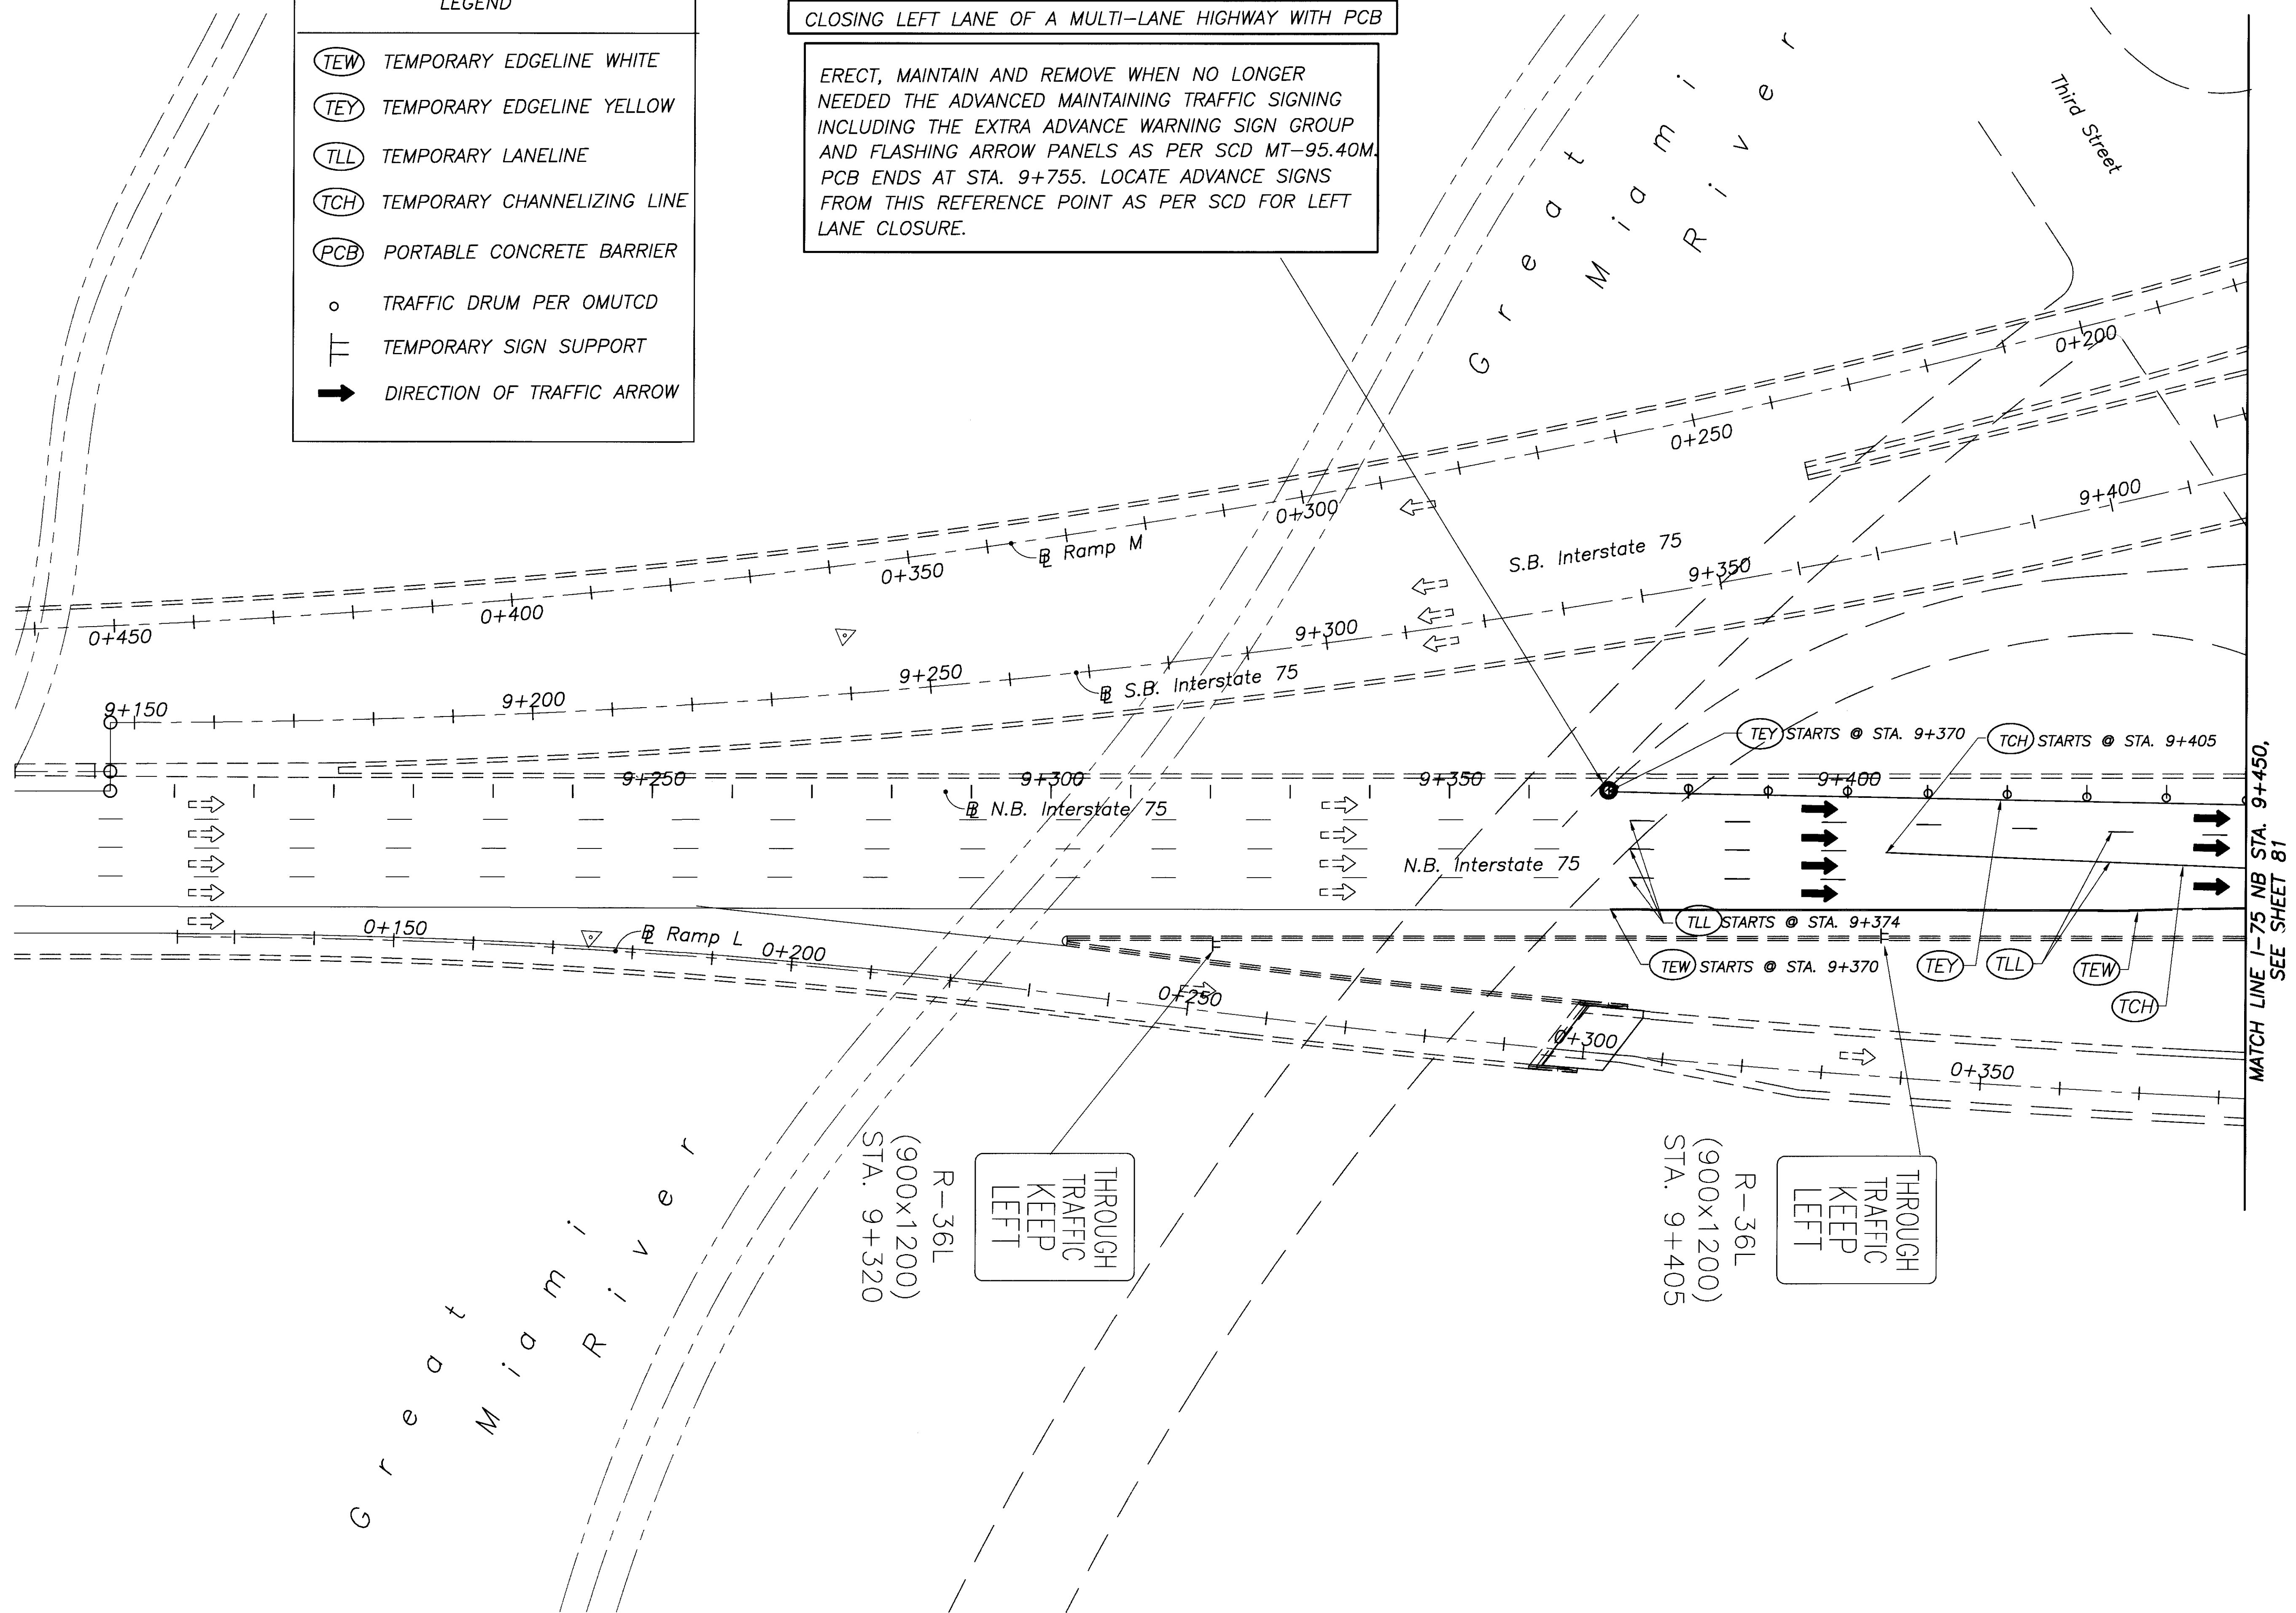 LEGEND
TEW TEMPORARY EDGELINE WHITE
TEY TEMPORARY EDGELINE YELLOW
TLL TEMPORARY LANELINE
TCH TEMPORARY CHANNELIZING LINE
PCB PORTABLE CONCRETE BARRIER
TRAFFIC DRUM PER OMUTCD
TEMPORARY SIGN SUPPORT
DIRECTION OF TRAFFIC ARROW
CLOSING LEFT LANE OF A MULTI-LANE HIGHWAY WITH PCB
ERECT, MAINTAIN AND REMOVE WHEN NO LONGER
NEEDED THE ADVANCED MAINTAINING TRAFFIC SIGNING
INCLUDING THE EXTRA ADVANCE WARNING SIGN GROUP
AND FLASHING ARROW PANELS AS PER SCD MT-95.40M.
PCB ENDS AT STA. 9+755. LOCATE ADVANCE SIGNS
FROM THIS REFERENCE POINT AS PER SCD FOR LEFT
LANE CLOSURE.
Great
Miami
River
Third Street
0+200
0+250
0+300
0+350
0+400
0+450
BL Ramp M
S.B. Interstate 75
9+400
9+350
9+300
9+250
9+200
9+150
BL S.B. Interstate 75
TEY STARTS @ STA. 9+370
TCH STARTS @ STA. 9+405
9+250
9+300
9+350
9+400
BL N.B. Interstate 75
N.B. Interstate 75
TLL STARTS @ STA. 9+374
TEW STARTS @ STA. 9+370
TEY
TLL
TEW
TCH
0+150
BL Ramp L
0+200
0+250
0+300
0+350
MATCH LINE I-75 NB STA. 9+450,
SEE SHEET 81
THROUGH
TRAFFIC
KEEP
LEFT
R-36L
(900x1200)
STA. 9+320
THROUGH
TRAFFIC
KEEP
LEFT
R-36L
(900x1200)
STA. 9+405
Great
Miami
River